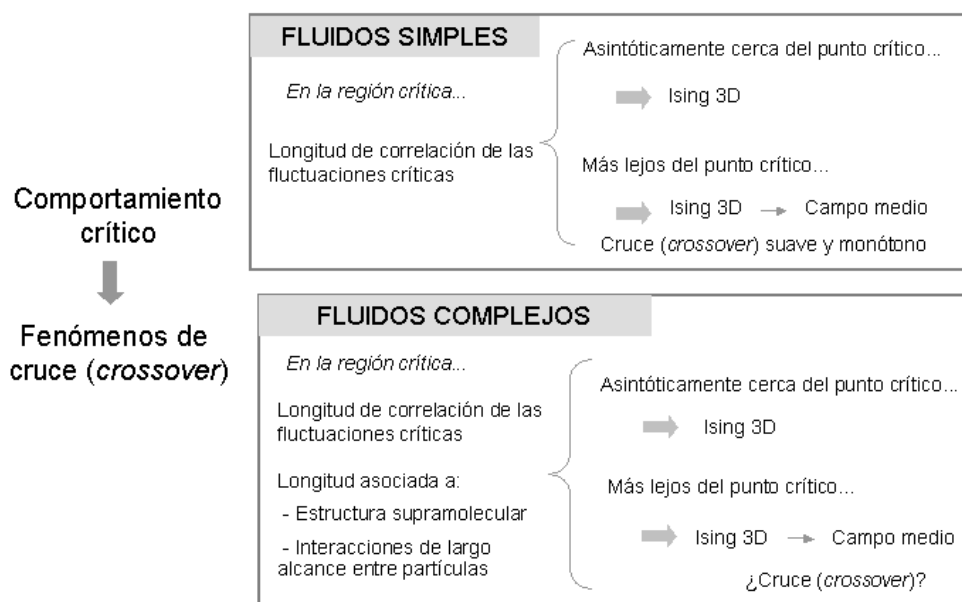 Comportamiento
crítico
Fenómenos de
cruce (crossover)
FLUIDOS SIMPLES
En la región crítica...
Longitud de correlación de las
fluctuaciones críticas
Asintóticamente cerca del punto crítico...
Ising 3D
Más lejos del punto crítico...
Ising 3D → Campo medio
Cruce (crossover) suave y monótono
FLUIDOS COMPLEJOS
En la región crítica...
Longitud de correlación de las
fluctuaciones críticas
Longitud asociada a:
- Estructura supramolecular
- Interacciones de largo
alcance entre partículas
Asintóticamente cerca del punto crítico...
Ising 3D
Más lejos del punto crítico...
Ising 3D → Campo medio
¿Cruce (crossover)?